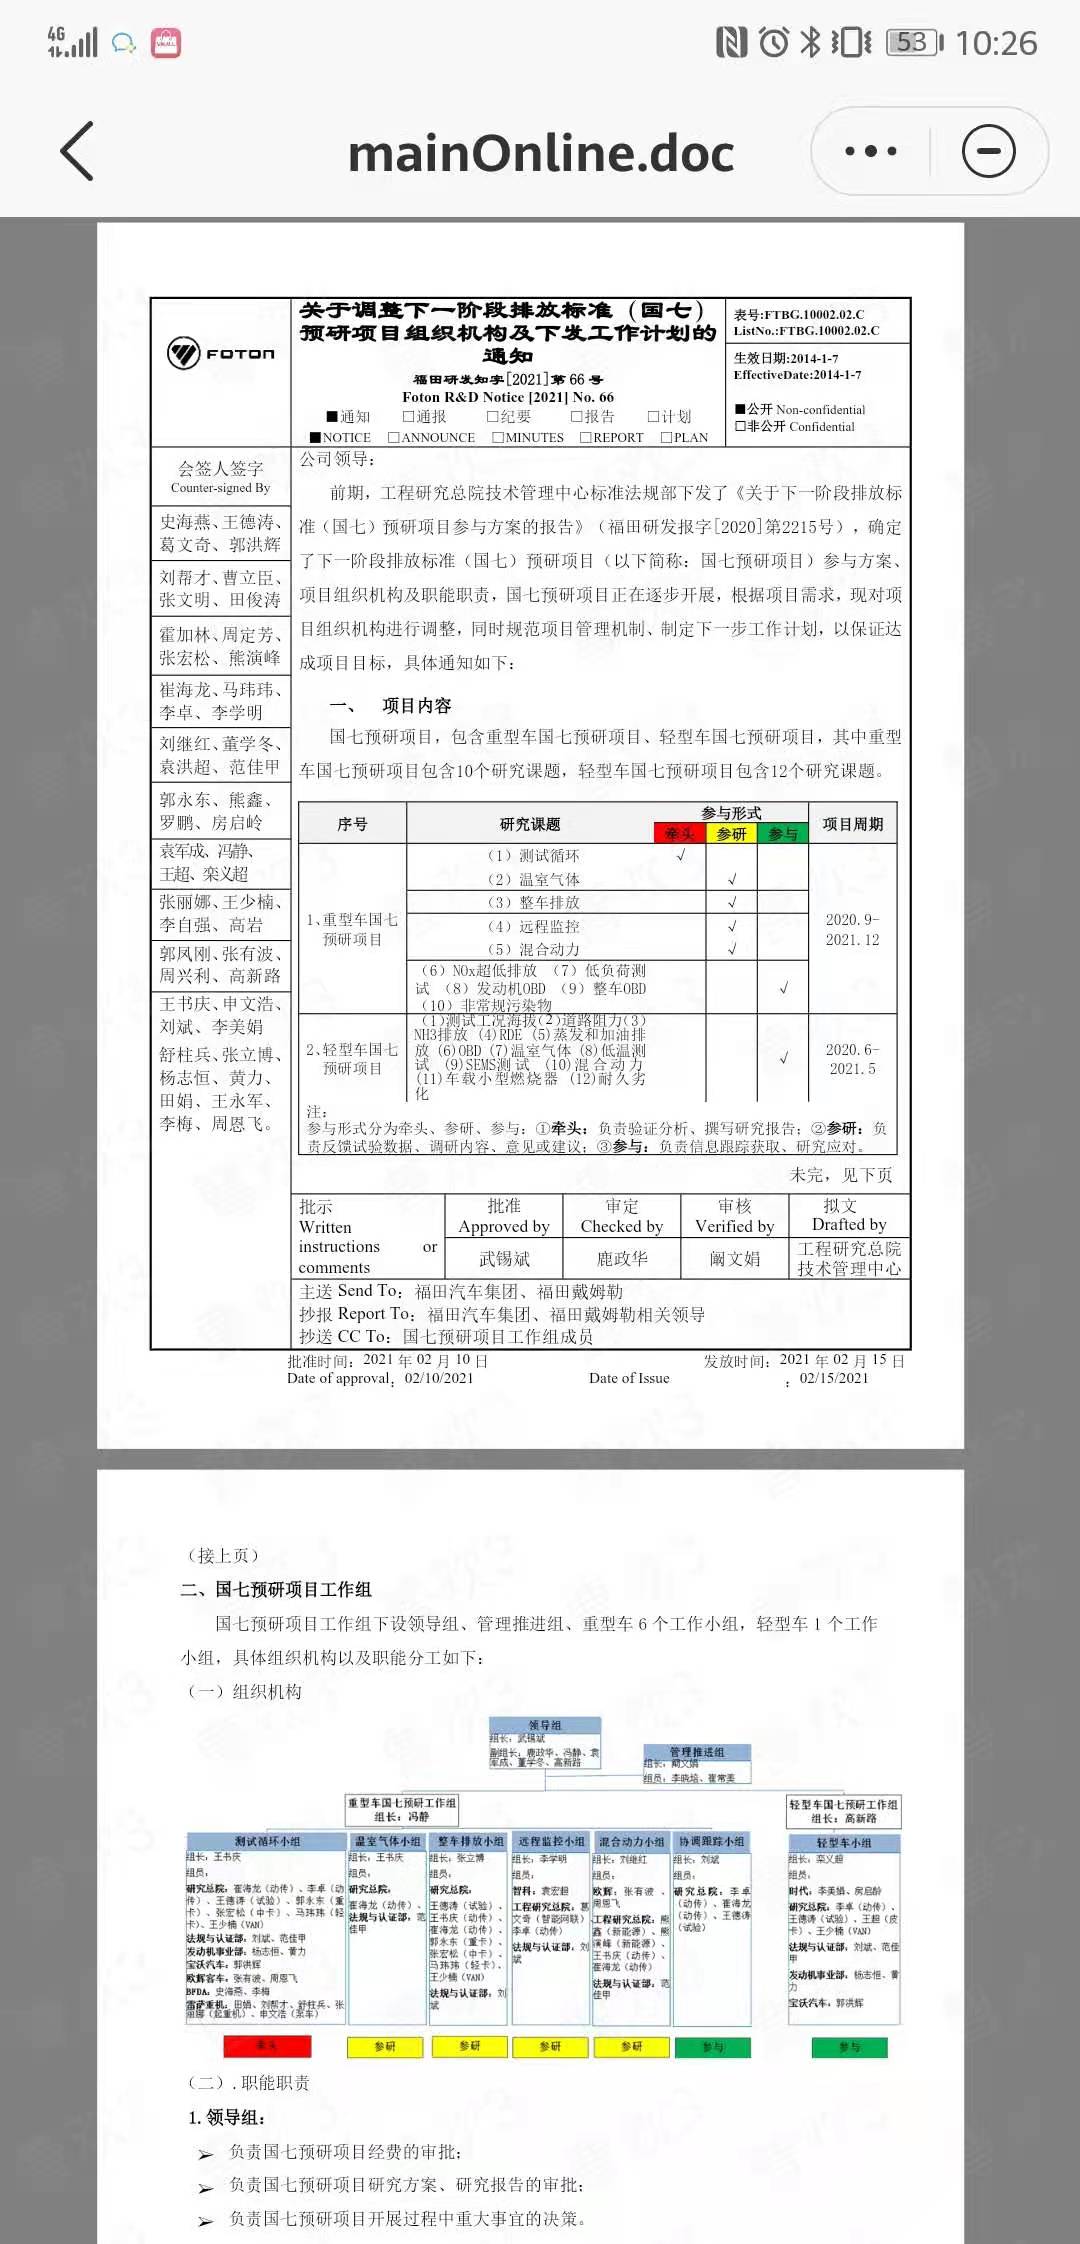 4G
53
10:26
mainOnline.doc
FOTON
关于调整下一阶段排放标准（国七）
预研项目组织机构及下发工作计划的
通知
福田研发知字[2021]第 66 号
Foton R&D Notice [2021] No. 66
■通知 □通报 □纪要 □报告 □计划
■NOTICE □ANNOUNCE □MINUTES □REPORT □PLAN
表号:FTBG.10002.02.C
ListNo.:FTBG.10002.02.C
生效日期:2014-1-7
EffectiveDate:2014-1-7
■公开 Non-confidential
□非公开 Confidential
会签人签字
Counter-signed By
史海燕、王德涛、
葛文奇、郭洪辉
刘帮才、曹立臣、
张文明、田俊涛
霍加林、周定芳、
张宏松、熊演峰
崔海龙、马玮玮、
李卓、李学明
刘继红、董学冬、
袁洪超、范佳甲
郭永东、熊鑫、
罗鹏、房启岭
袁军成、冯静、
王超、栾义超
张丽娜、王少楠、
李自强、高岩
郭凤刚、张有波、
周兴利、高新路
王书庆、申文浩、
刘斌、李美娟
舒柱兵、张立博、
杨志恒、黄力、
田娟、王永军、
李梅、周恩飞。
公司领导：
前期，工程研究总院技术管理中心标准法规部下发了《关于下一阶段排放标
准（国七）预研项目参与方案的报告》（福田研发报字[2020]第2215号），确定
了下一阶段排放标准（国七）预研项目（以下简称：国七预研项目）参与方案、
项目组织机构及职能职责，国七预研项目正在逐步开展，根据项目需求，现对项
目组织机构进行调整，同时规范项目管理机制、制定下一步工作计划，以保证达
成项目目标，具体通知如下：
一、 项目内容
国七预研项目，包含重型车国七预研项目、轻型车国七预研项目，其中重型
车国七预研项目包含10个研究课题，轻型车国七预研项目包含12个研究课题。
序号 研究课题 参与形式 项目周期
牵头 参研 参与
1、重型车国七
预研项目
（1）测试循环 √
（2）温室气体 √
（3）整车排放 √
（4）远程监控 √
（5）混合动力 √
（6）NOx超低排放 （7）低负荷测
试 （8）发动机OBD （9）整车OBD
（10）非常规污染物
√
2020.9-
2021.12
2、轻型车国七
预研项目
(1)测试工况海拔(2)道路阻力(3)
NH3排放 (4)RDE (5)蒸发和加油排
放 (6)OBD (7)温室气体 (8)低温测
试 (9)SEMS测试 (10)混合动力
(11)车载小型燃烧器 (12)耐久劣
化
√
2020.6-
2021.5
注：
参与形式分为牵头、参研、参与；①牵头：负责验证分析、撰写研究报告；②参研：负
责反馈试验数据、调研内容、意见或建议；③参与：负责信息跟踪获取、研究应对。
未完，见下页
批示
Written
instructions or
comments
批准
Approved by
武锡斌
审定
Checked by
鹿政华
审核
Verified by
阚文娟
拟文
Drafted by
工程研究总院
技术管理中心
主送 Send To：福田汽车集团、福田戴姆勒
抄报 Report To：福田汽车集团、福田戴姆勒相关领导
抄送 CC To：国七预研项目工作组成员
批准时间：2021 年 02 月 10 日 发放时间：2021 年 02 月 15 日
Date of approval：02/10/2021 Date of Issue ：02/15/2021
（接上页）
二、国七预研项目工作组
国七预研项目工作组下设领导组、管理推进组、重型车 6 个工作小组，轻型车 1 个工作
小组，具体组织机构以及职能分工如下：
（一）组织机构
领导组
组长：武锡斌
副组长：鹿政华、冯静、袁
军成、董学冬、高新路
管理推进组
组长：阚文娟
组员：李晓培、崔常美
重型车国七预研工作组
组长：冯静
轻型车国七预研工作组
组长：高新路
测试循环小组
组长：王书庆
组员：
研究总院：崔海龙（动传）、李卓（动
传）、王德涛（试验）、郭永东（重
卡）、张宏松（中卡）、马玮玮（轻
卡）、王少楠（VAN）
法规与认证部：刘斌、范佳甲
发动机事业部：杨志恒、黄力
宝沃汽车：郭洪辉
欧辉客车：张有波、周恩飞
BFDA：史海燕、李梅
雷萨重机：田娟、刘帮才、舒柱兵、张
丽娜（起重机）、申文浩（泵车）
牵头
温室气体小组
组长：王书庆
组员：
研究总院：
崔海龙（动传）、
法规与认证部：范
佳甲
参研
整车排放小组
组长：张立博
组员：
研究总院：
王德涛（试验）、
王书庆（动传）、
崔海龙（动传）、
郭永东（重卡）、
张宏松（中卡）、
马玮玮（轻卡）、
王少楠（VAN）
法规与认证部：刘
斌
参研
远程监控小组
组长：李学明
组员：
智科：袁宏超
工程研究总院：葛
文奇（智能网联）、
李卓（动传）
法规与认证部：刘
斌
参研
混合动力小组
组长：刘继红
组员：
欧辉：张有波、
周恩飞
工程研究总院：熊
鑫（新能源）、熊
演峰（新能源）、
王书庆（动传）、
崔海龙（动传）
法规与认证部：范
佳甲
参研
协调跟踪小组
组长：刘斌
组员：
研究总院：李卓
（动传）、崔海龙
（动传）、王德涛
（试验）
参与
轻型车小组
组长：栾义超
组员：
时代：李美娟、房启龄
研究总院：李卓（动传）、
王德涛（试验）、王超（皮
卡）、王少楠（VAN）
法规与认证部：刘斌、范佳
甲
发动机事业部：杨志恒、黄
力
宝沃汽车：郭洪辉
参与
（二）.职能职责
1.领导组：
➢ 负责国七预研项目经费的审批；
➢ 负责国七预研项目研究方案、研究报告的审批；
➢ 负责国七预研项目开展过程中重大事宜的决策。